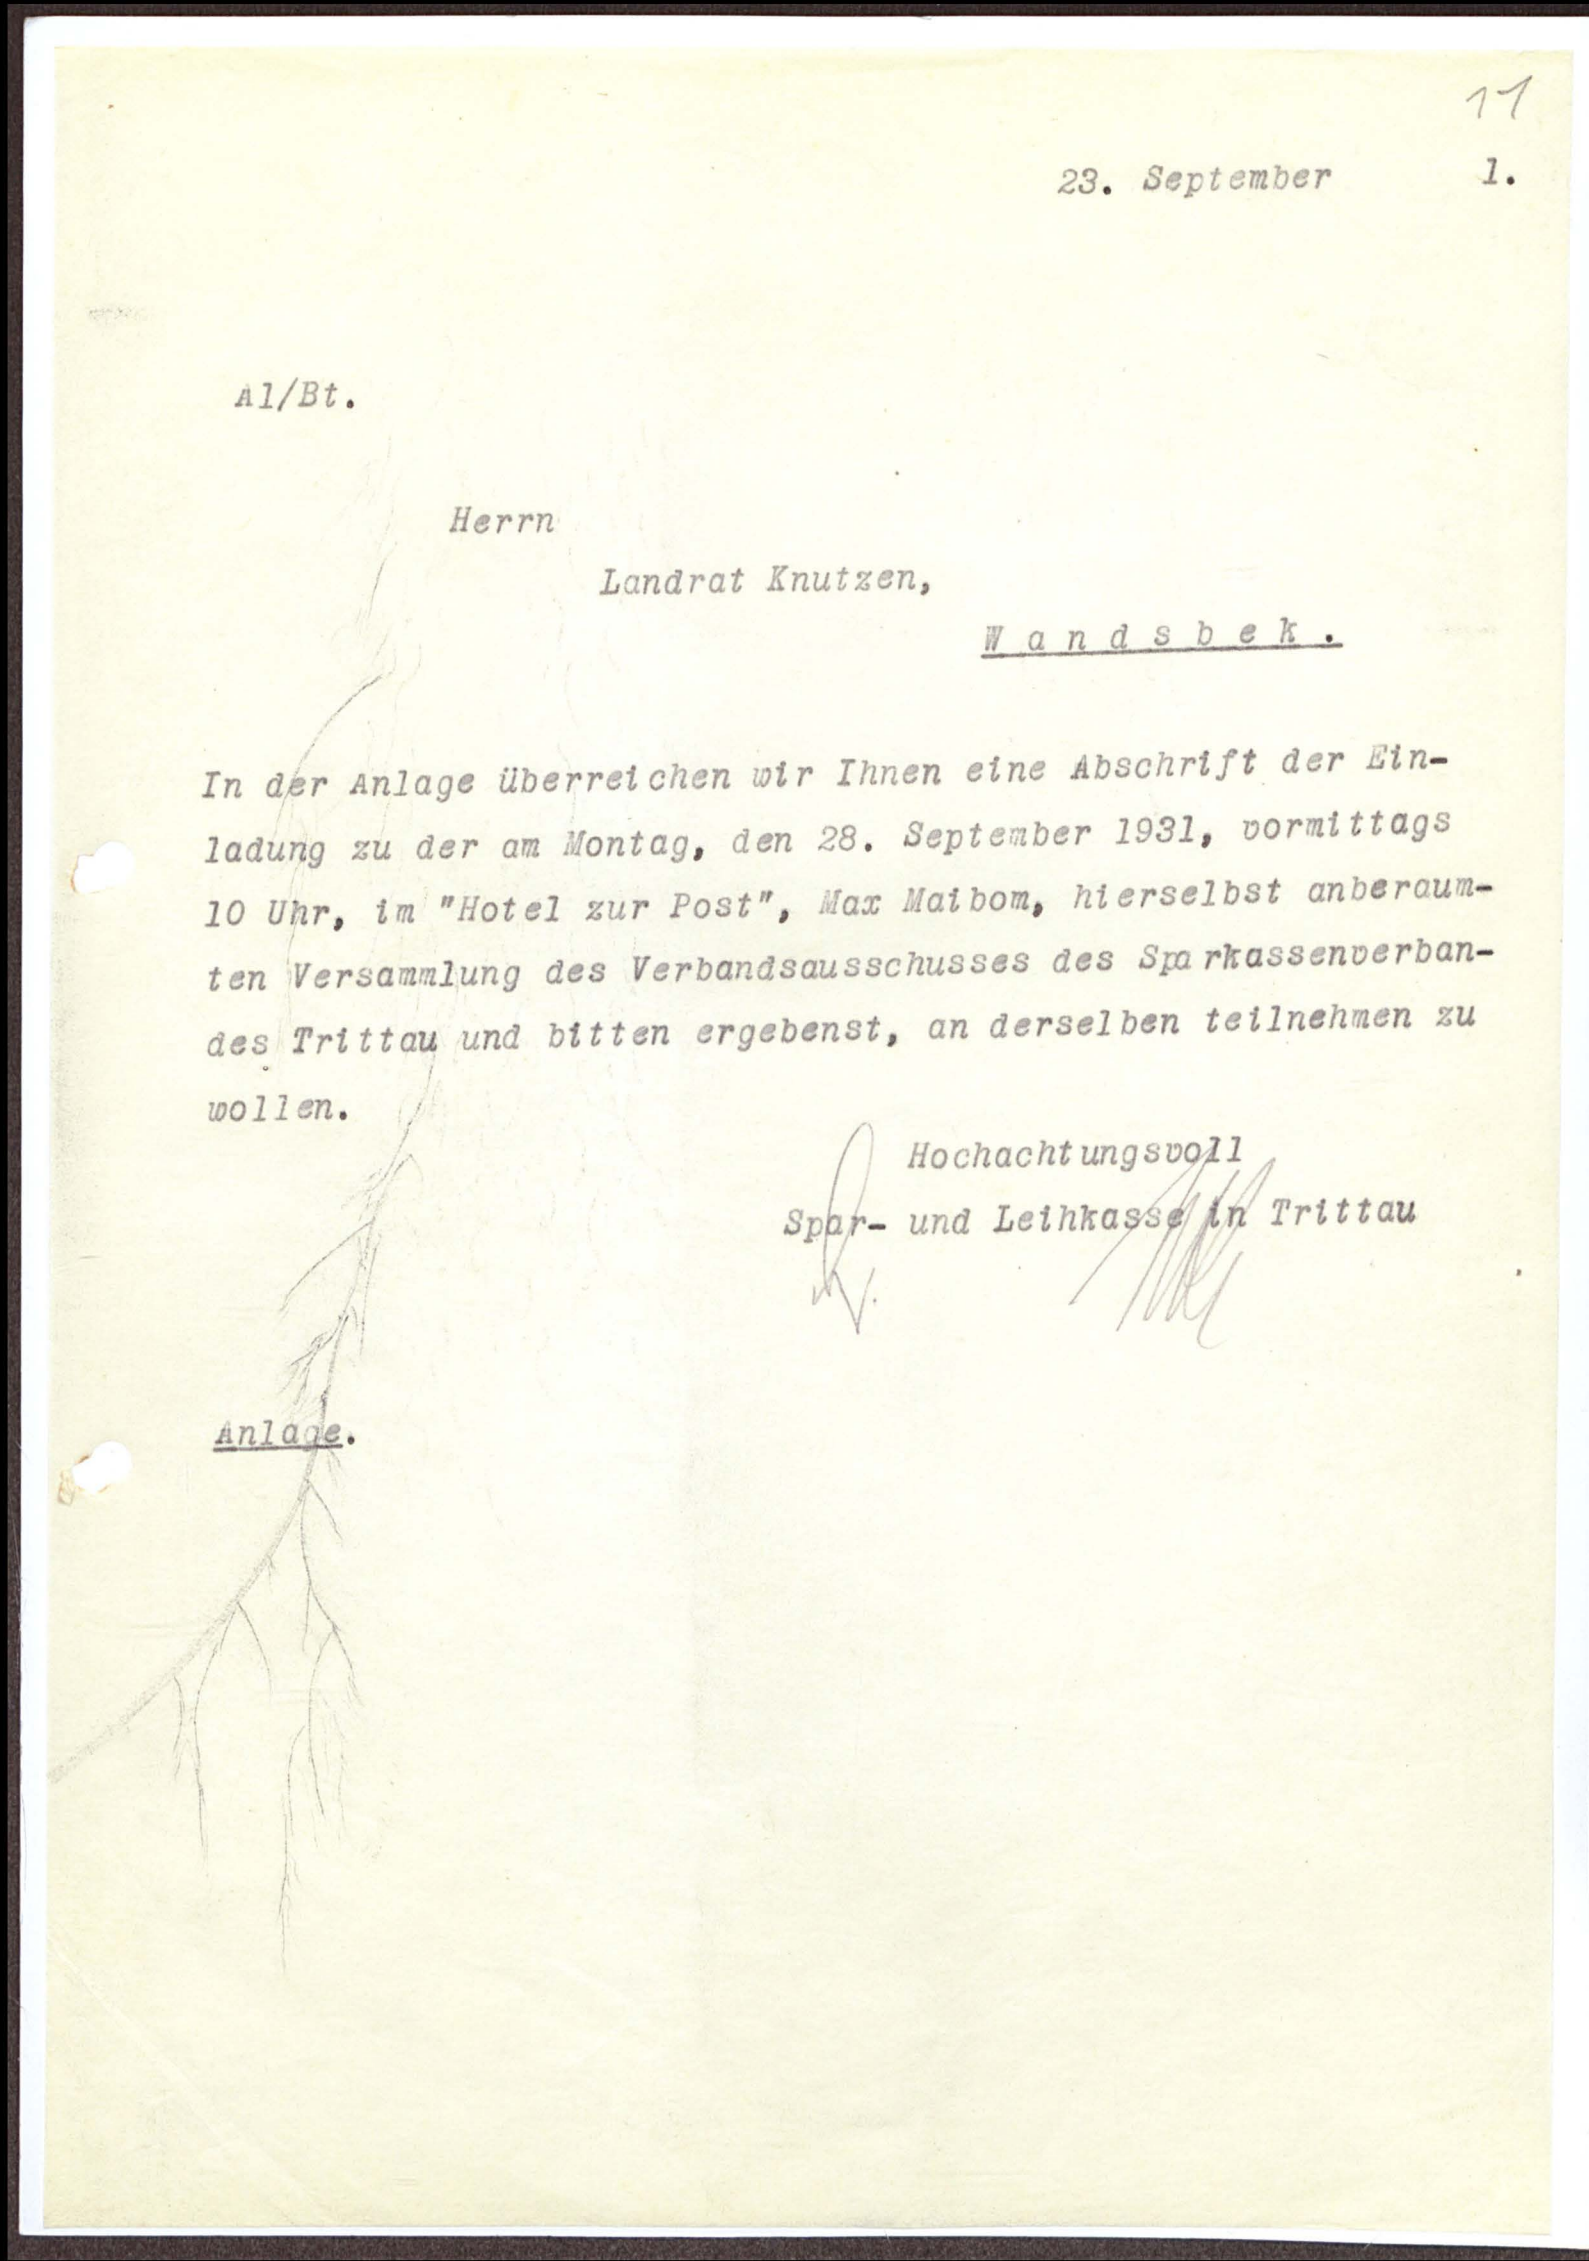 11
23. September 1.
Al/Bt.
Herrn
Landrat Knutzen,
Wandsbek.
In der Anlage überreichen wir Ihnen eine Abschrift der Ein-
ladung zu der am Montag, den 28. September 1931, vormittags
10 Uhr, im "Hotel zur Post", Max Maibom, hierselbst anberaum-
ten Versammlung des Verbandsausschusses des Sparkassenverban-
des Trittau und bitten ergebenst, an derselben teilnehmen zu
wollen.
Hochachtungsvoll
Spar- und Leihkasse in Trittau
Anlage.